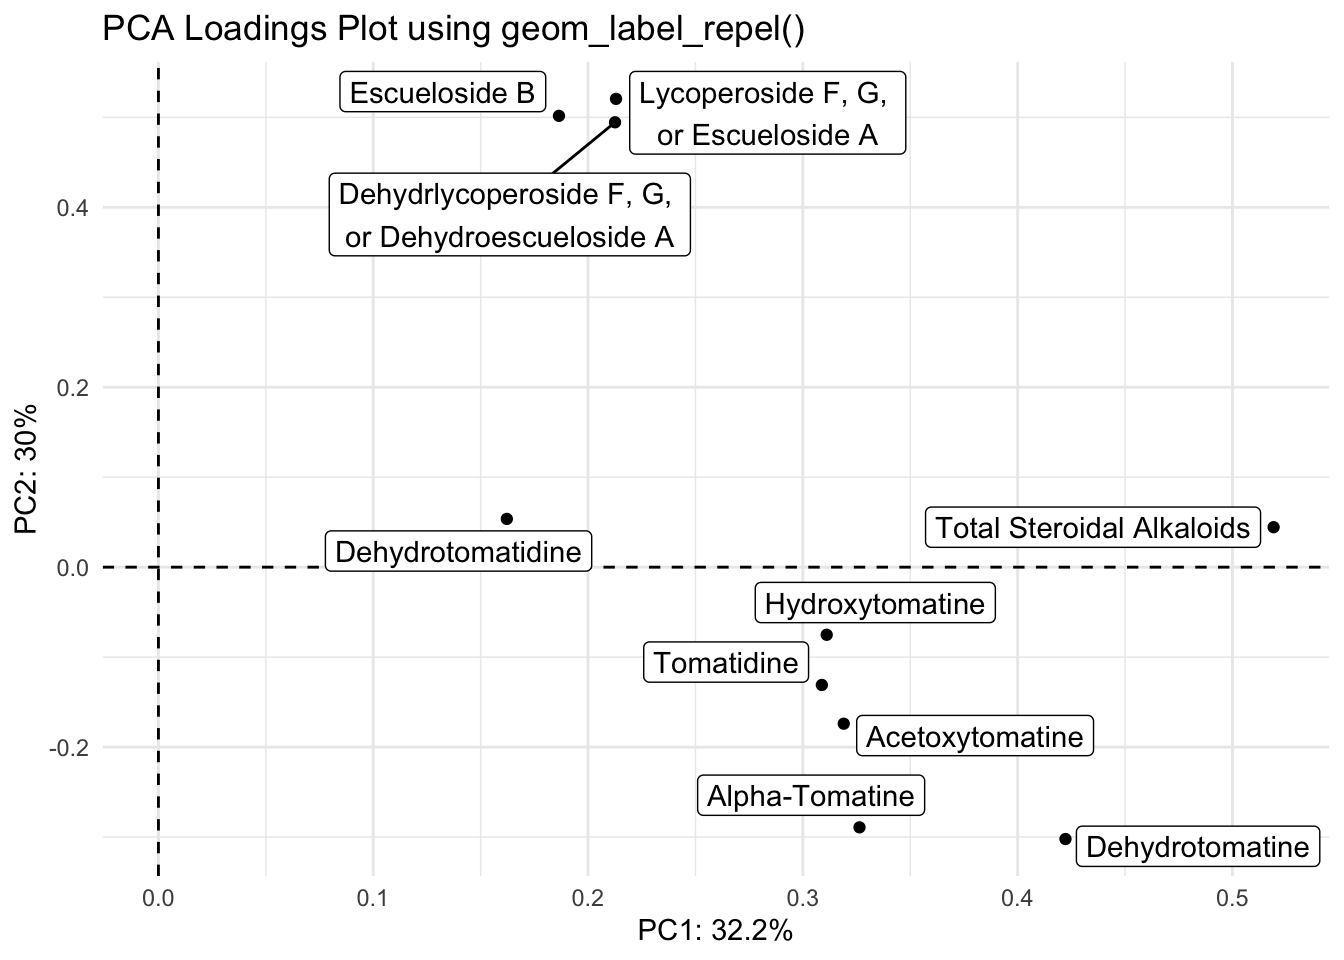 PCA Loadings Plot using geom_label_repel()
Escueloside B
Lycoperoside F, G,
or Escueloside A
Dehydrlycoperoside F, G,
or Dehydroescueloside A
0.4
0.2
PC2: 30%
Dehydrotomatidine
Total Steroidal Alkaloids
0.0
Hydroxytomatine
Tomatidine
Acetoxytomatine
-0.2
Alpha-Tomatine
Dehydrotomatine
0.0 0.1 0.2 0.3 0.4 0.5
PC1: 32.2%